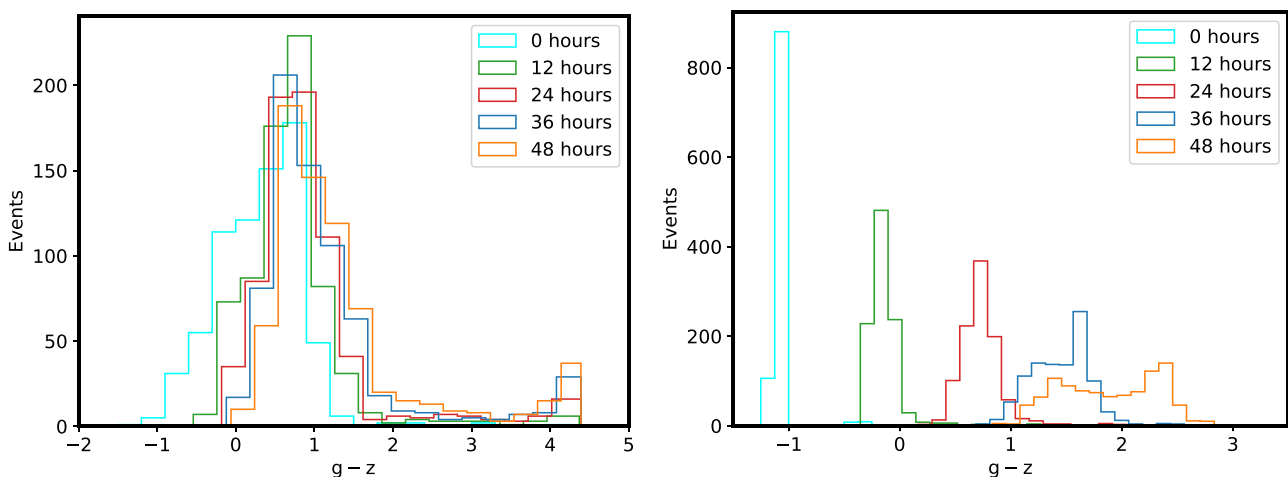 0 hours
12 hours
24 hours
36 hours
48 hours
Events
200
150
100
50
0
−2 −1 0 1 2 3 4 5
g − z
0 hours
12 hours
24 hours
36 hours
48 hours
Events
800
600
400
200
0
−1 0 1 2 3
g − z